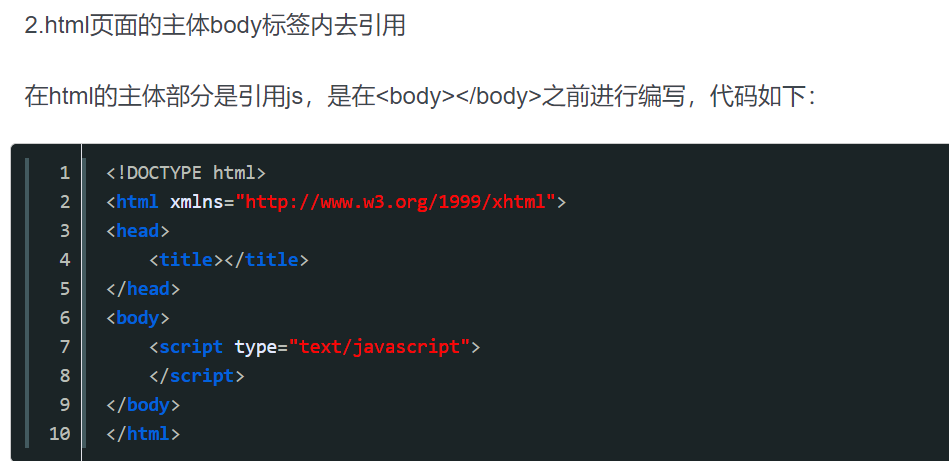 2.html页面的主体body标签内去引用
在html的主体部分是引用js，是在<body></body>之前进行编写，代码如下：
1 <!DOCTYPE html>
2 <html xmlns="http://www.w3.org/1999/xhtml">
3 <head>
4     <title></title>
5 </head>
6 <body>
7     <script type="text/javascript">
8     </script>
9 </body>
10 </html>